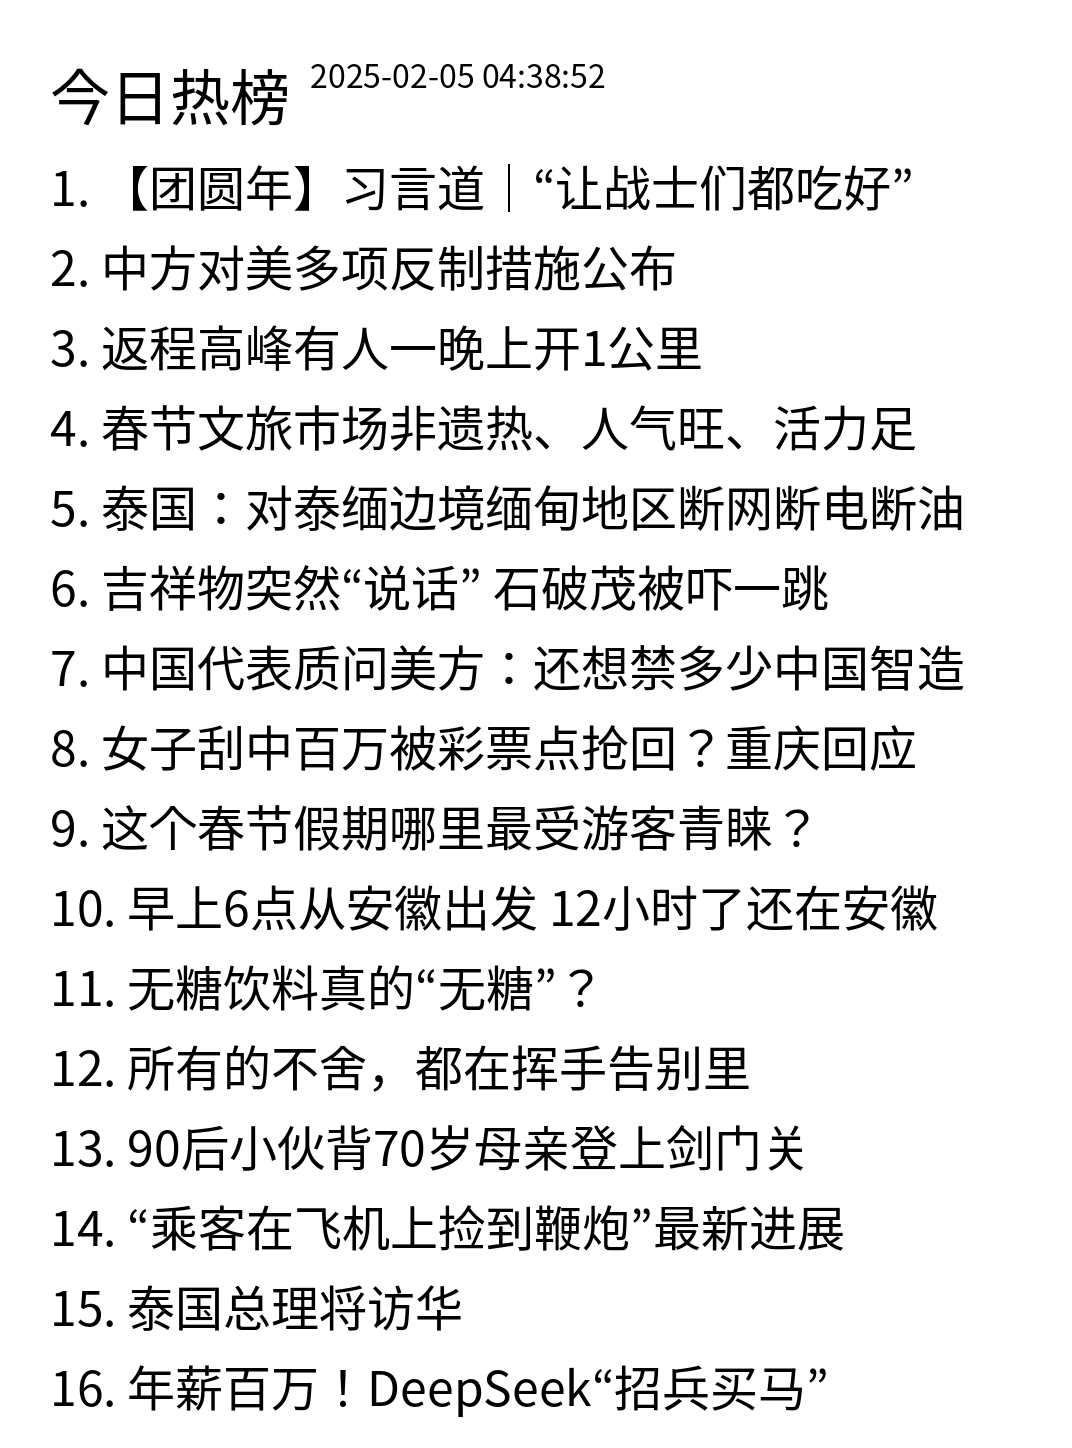 今日热榜 2025-02-05 04:38:52
1. 【团圆年】习言道｜“让战士们都吃好”
2. 中方对美多项反制措施公布
3. 返程高峰有人一晚上开1公里
4. 春节文旅市场非遗热、人气旺、活力足
5. 泰国：对泰缅边境缅甸地区断网断电断油
6. 吉祥物突然“说话” 石破茂被吓一跳
7. 中国代表质问美方：还想禁多少中国智造
8. 女子刮中百万被彩票点抢回？重庆回应
9. 这个春节假期哪里最受游客青睐？
10. 早上6点从安徽出发 12小时了还在安徽
11. 无糖饮料真的“无糖”？
12. 所有的不舍，都在挥手告别里
13. 90后小伙背70岁母亲登上剑门关
14. “乘客在飞机上捡到鞭炮”最新进展
15. 泰国总理将访华
16. 年薪百万！DeepSeek“招兵买马”